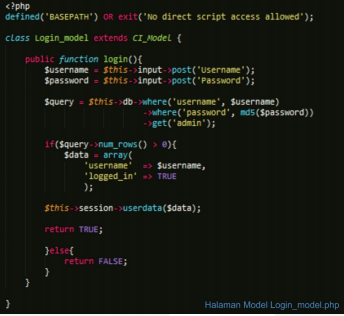 <?php
defined('BASEPATH') OR exit('No direct script access allowed');
class Login_model extends CI_Model {
public function login(){
$username = $this->input->post('Username');
$password = $this->input->post('Password');
$query = $this->db->where('username', $username)
->where('password', md5($password))
->get('admin');
if($query->num_rows() > 0){
$data = array(
'username' => $username,
'logged_in' => TRUE
);
$this->session->userdata($data);
return TRUE;
}else{
return FALSE;
}
}
}
Halaman Model Login_model.php